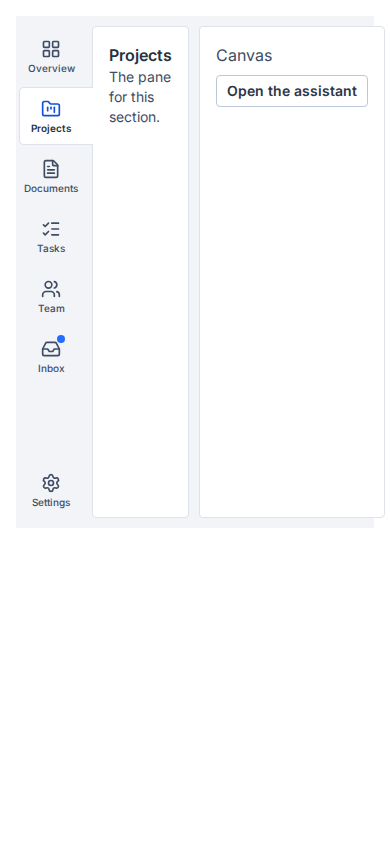 Overview
Projects
Documents
Tasks
Team
Inbox
Settings
Projects
The pane
for this
section.
Canvas
Open the assistant